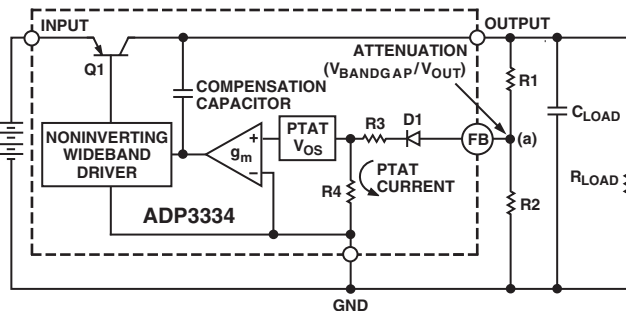 INPUT
OUTPUT
Q1
ATTENUATION
(VBANDGAP/VOUT)
R1
COMPENSATION
CAPACITOR
CLOAD
NONINVERTING
WIDEBAND
DRIVER
gm
+
−
PTAT
VOS
R3
D1
FB
(a)
R4
PTAT
CURRENT
R2
RLOAD
ADP3334
GND